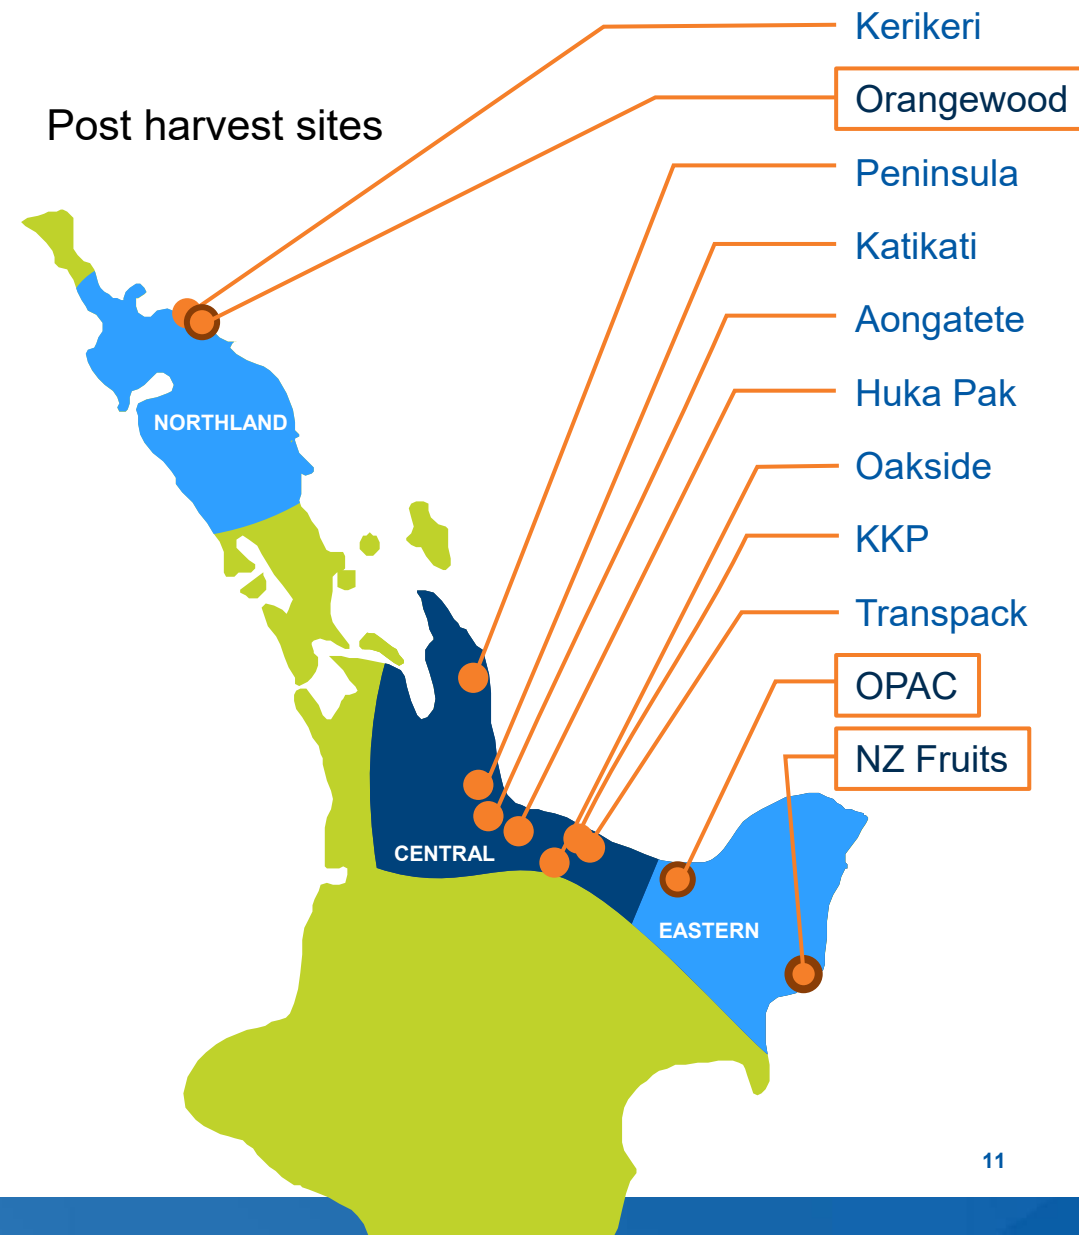 Post harvest sites
Kerikeri
Orangewood
Peninsula
Katikati
Aongatete
Huka Pak
Oakside
KKP
Transpack
OPAC
NZ Fruits
NORTHLAND
CENTRAL
EASTERN
11